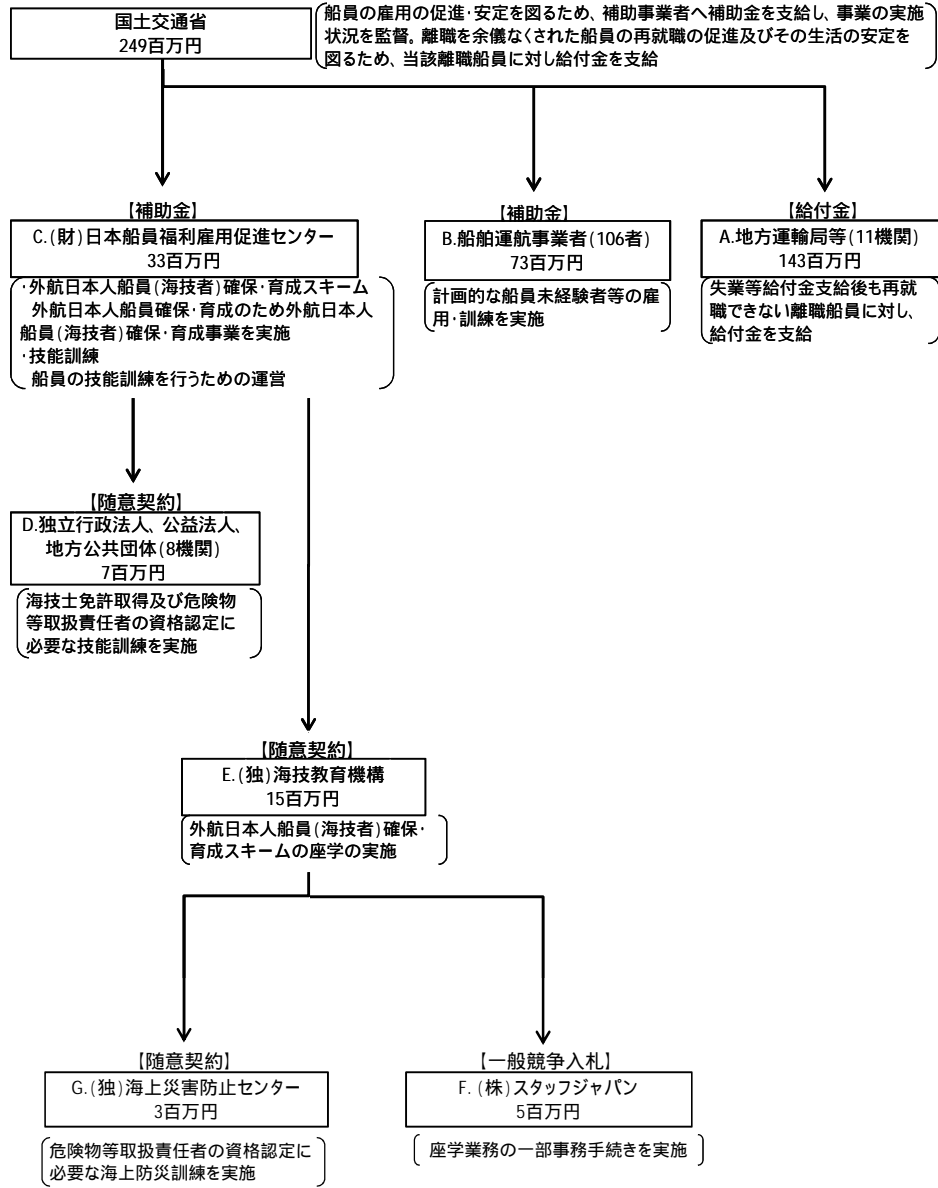 国土交通省
249百万円
船員の雇用の促進・安定を図るため、補助事業者へ補助金を支給し、事業の実施
状況を監督。離職を余儀なくされた船員の再就職の促進及びその生活の安定を
図るため、当該離職船員に対し給付金を支給
【補助金】
C.(財)日本船員福利雇用促進センター
33百万円
・外航日本人船員(海技者)確保・育成スキーム
外航日本人船員確保・育成のため外航日本人
船員(海技者)確保・育成事業を実施
・技能訓練
船員の技能訓練を行うための運営
【補助金】
B.船舶運航事業者(106者)
73百万円
計画的な船員未経験者等の雇
用・訓練を実施
【給付金】
A.地方運輸局等(11機関)
143百万円
失業等給付金支給後も再就
職できない離職船員に対し、
給付金を支給
【随意契約】
D.独立行政法人、公益法人、
地方公共団体(8機関)
7百万円
海技士免許取得及び危険物
等取扱責任者の資格認定に
必要な技能訓練を実施
【随意契約】
E.(独)海技教育機構
15百万円
外航日本人船員(海技者)確保・
育成スキームの座学の実施
【随意契約】
G.(独)海上災害防止センター
3百万円
危険物等取扱責任者の資格認定に
必要な海上防災訓練を実施
【一般競争入札】
F.(株)スタッフジャパン
5百万円
座学業務の一部事務手続きを実施